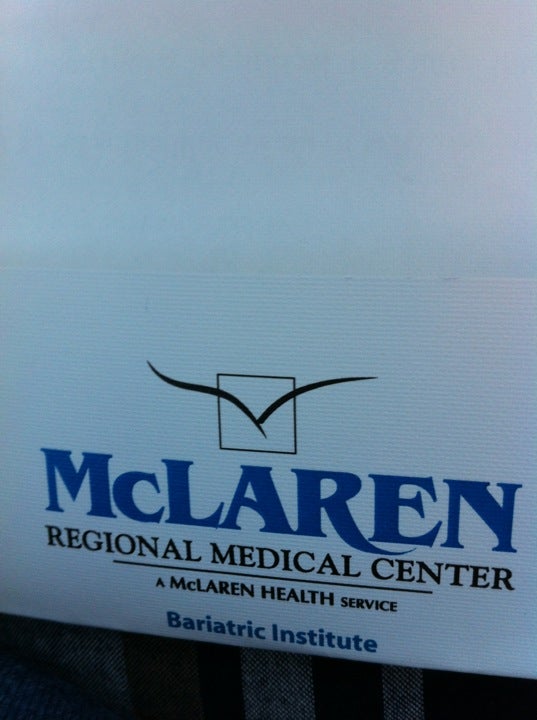 McLAREN
REGIONAL MEDICAL CENTER
A McLAREN HEALTH SERVICE
Bariatric Institute